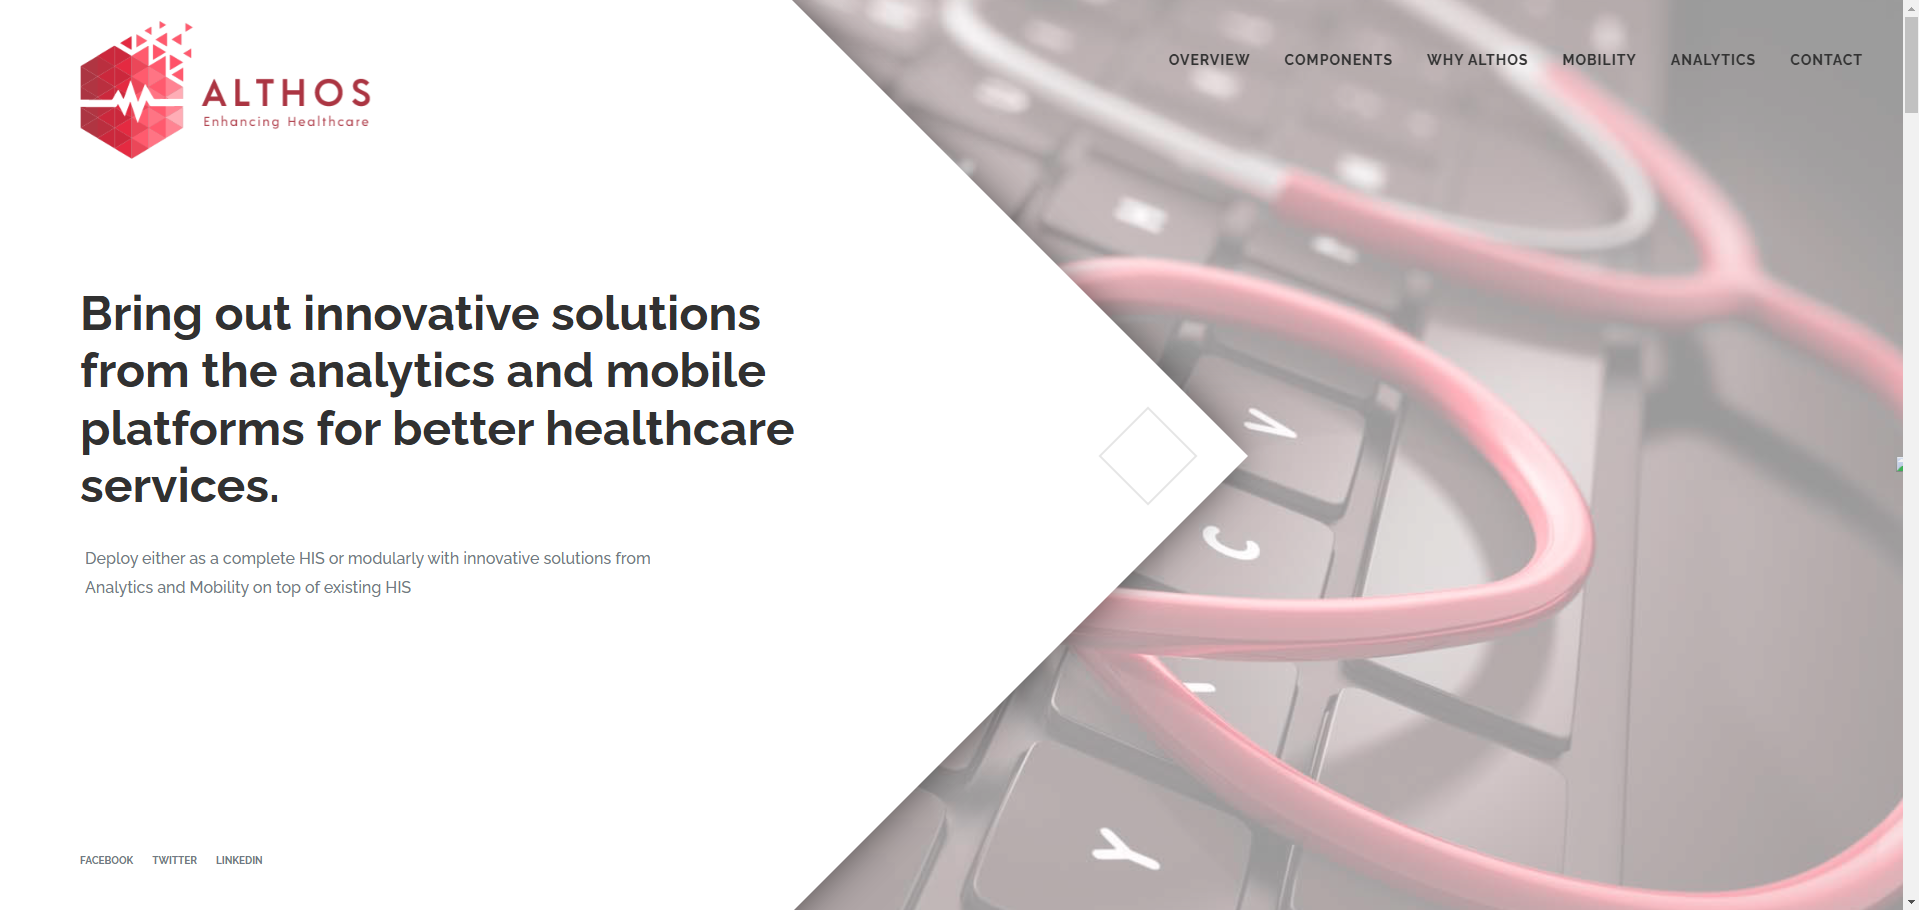 ALTHOS
Enhancing Healthcare
OVERVIEW COMPONENTS WHY ALTHOS MOBILITY ANALYTICS CONTACT
Bring out innovative solutions
from the analytics and mobile
platforms for better healthcare
services.
Deploy either as a complete HIS or modularly with innovative solutions from
Analytics and Mobility on top of existing HIS
V
C
Y
FACEBOOK TWITTER LINKEDIN